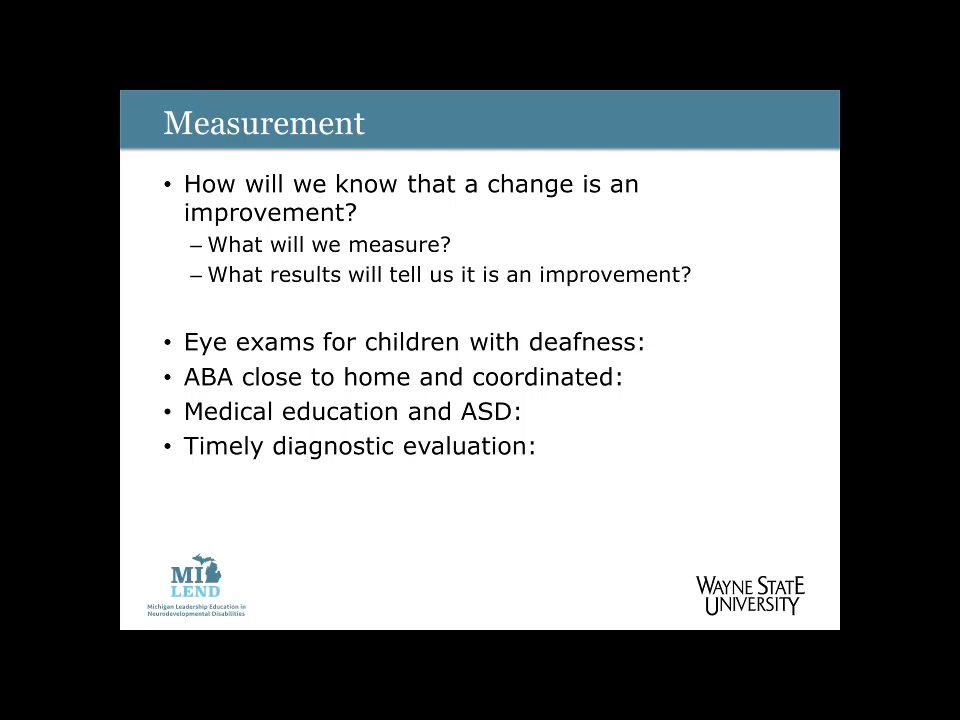 Measurement
• How will we know that a change is an
improvement?
– What will we measure?
– What results will tell us it is an improvement?
• Eye exams for children with deafness:
• ABA close to home and coordinated:
• Medical education and ASD:
• Timely diagnostic evaluation:
MI
LEND
Michigan Leadership Education in
Neurodevelopmental Disabilities
WAYNE STATE
UNIVERSITY